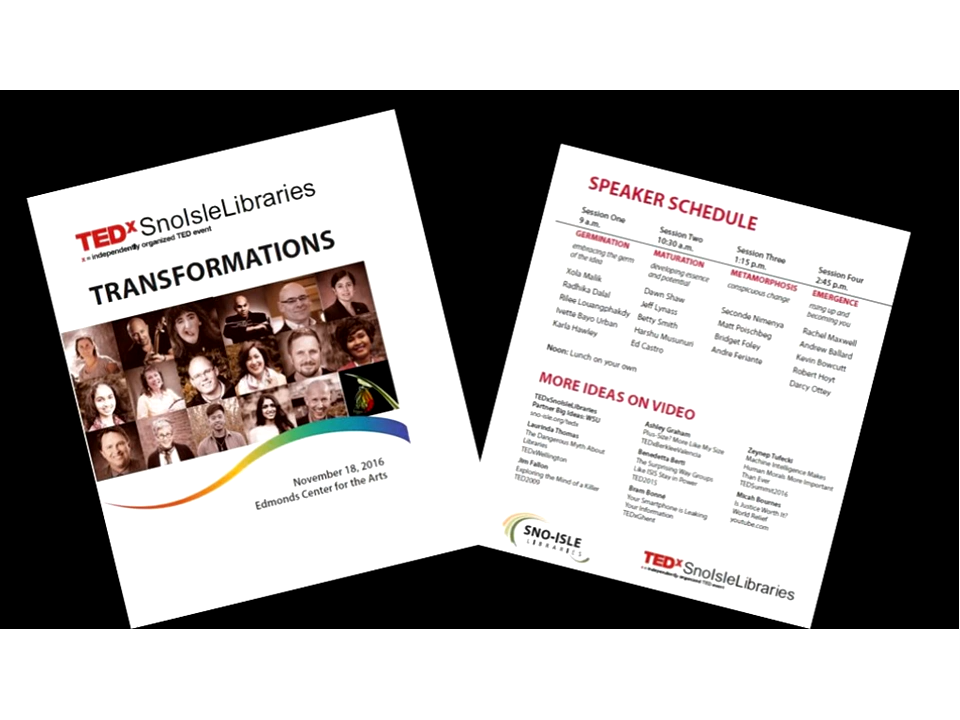 TEDx SnoIsleLibraries
x = independently organized TED event
TRANSFORMATIONS
November 18, 2016
Edmonds Center for the Arts
SPEAKER SCHEDULE
Session One
9 a.m.
GERMINATION
embracing the germ
of the idea
Xola Malik
Radhika Dalal
Rilee Louangphakdy
Ivette Bayo Urban
Karla Hawley
Session Two
10:30 a.m.
MATURATION
developing essence
and potential
Dawn Shaw
Jeff Lynass
Betty Smith
Harshu Musunuri
Ed Castro
Session Three
1:15 p.m.
METAMORPHOSIS
conspicuous change
Seconde Nimenya
Matt Poischbeg
Bridget Foley
Andre Feriante
Session Four
2:45 p.m.
EMERGENCE
rising up and
becoming you
Rachel Maxwell
Andrew Ballard
Kevin Bowcutt
Robert Hoyt
Darcy Ottey
Noon: Lunch on your own
MORE IDEAS ON VIDEO
TEDxSnoIsleLibraries
Partner Big Ideas: WSU
sno-isle.org/tedx
Laurinda Thomas
The Dangerous Myth About
Libraries
TEDxWellington
Jim Fallon
Exploring the Mind of a Killer
TED2009
Ashley Graham
Plus-Size? More Like My Size
TEDxBerkleeValencia
Benedetta Berti
The Surprising Way Groups
Like ISIS Stay in Power
TED2015
Bram Bonné
Your Smartphone is Leaking
Your Information
TEDxGhent
Zeynep Tufecki
Machine Intelligence Makes
Human Morals More Important
Than Ever
TEDSummit2016
Micah Bournes
Is Justice Worth It?
World Relief
youtube.com
SNO-ISLE
LIBRARIES
TEDx SnoIsleLibraries
x = independently organized TED event